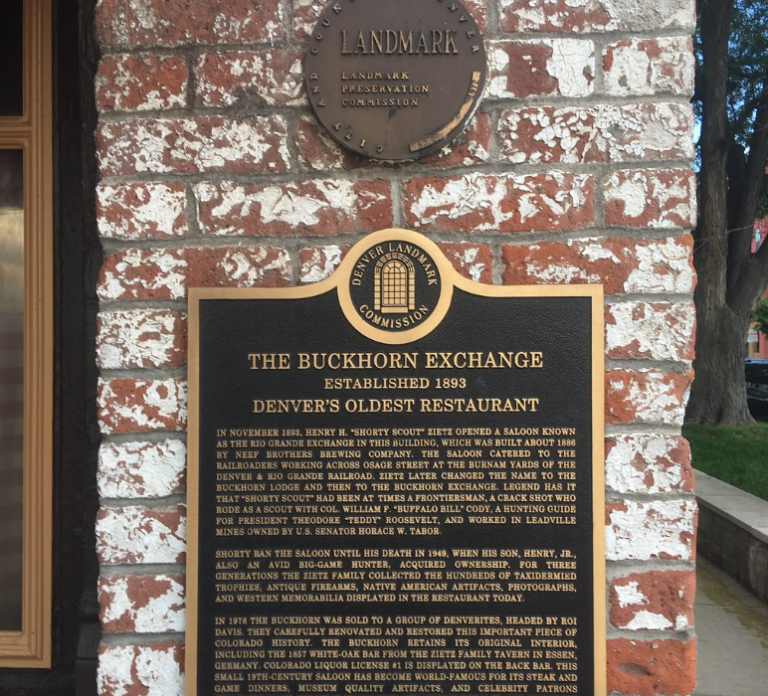 COUNTY
DENVER
AND
CITY
LANDMARK
LANDMARK
PRESERVATION
COMMISSION
DENVER LANDMARK
COMMISSION
THE BUCKHORN EXCHANGE
ESTABLISHED 1893
DENVER'S OLDEST RESTAURANT
IN NOVEMBER 1893, HENRY H. "SHORTY SCOUT" ZIETZ OPENED A SALOON KNOWN
AS THE RIO GRANDE EXCHANGE IN THIS BUILDING, WHICH WAS BUILT ABOUT 1886
BY NEEF BROTHERS BREWING COMPANY. THE SALOON CATERED TO THE
RAILROADERS WORKING ACROSS OSAGE STREET AT THE BURNAM YARDS OF THE
DENVER & RIO GRANDE RAILROAD. ZIETZ LATER CHANGED THE NAME TO THE
BUCKHORN LODGE AND THEN TO THE BUCKHORN EXCHANGE. LEGEND HAS IT
THAT "SHORTY SCOUT" HAD BEEN AT TIMES A FRONTIERSMAN, A CRACK SHOT WHO
RODE AS A SCOUT WITH COL. WILLIAM F. "BUFFALO BILL" CODY, A HUNTING GUIDE
FOR PRESIDENT THEODORE "TEDDY" ROOSEVELT, AND WORKED IN LEADVILLE
MINES OWNED BY U.S. SENATOR HORACE W. TABOR.
SHORTY RAN THE SALOON UNTIL HIS DEATH IN 1949, WHEN HIS SON, HENRY, JR.,
ALSO AN AVID BIG-GAME HUNTER, ACQUIRED OWNERSHIP. FOR THREE
GENERATIONS THE ZIETZ FAMILY COLLECTED THE HUNDREDS OF TAXIDERMIED
TROPHIES, ANTIQUE FIREARMS, NATIVE AMERICAN ARTIFACTS, PHOTOGRAPHS,
AND WESTERN MEMORABILIA DISPLAYED IN THE RESTAURANT TODAY.
IN 1978 THE BUCKHORN WAS SOLD TO A GROUP OF DENVERITES, HEADED BY ROI
DAVIS. THEY CAREFULLY RENOVATED AND RESTORED THIS IMPORTANT PIECE OF
COLORADO HISTORY. THE BUCKHORN RETAINS ITS ORIGINAL INTERIOR,
INCLUDING THE 1857 WHITE-OAK BAR FROM THE ZIETZ FAMILY TAVERN IN ESSEN,
GERMANY. COLORADO LIQUOR LICENSE #1 IS DISPLAYED ON THE BACK BAR. THIS
SMALL 19TH-CENTURY SALOON HAS BECOME WORLD-FAMOUS FOR ITS STEAK AND
GAME DINNERS, MUSEUM QUALITY ARTIFACTS, AND CELEBRITY PATRONS